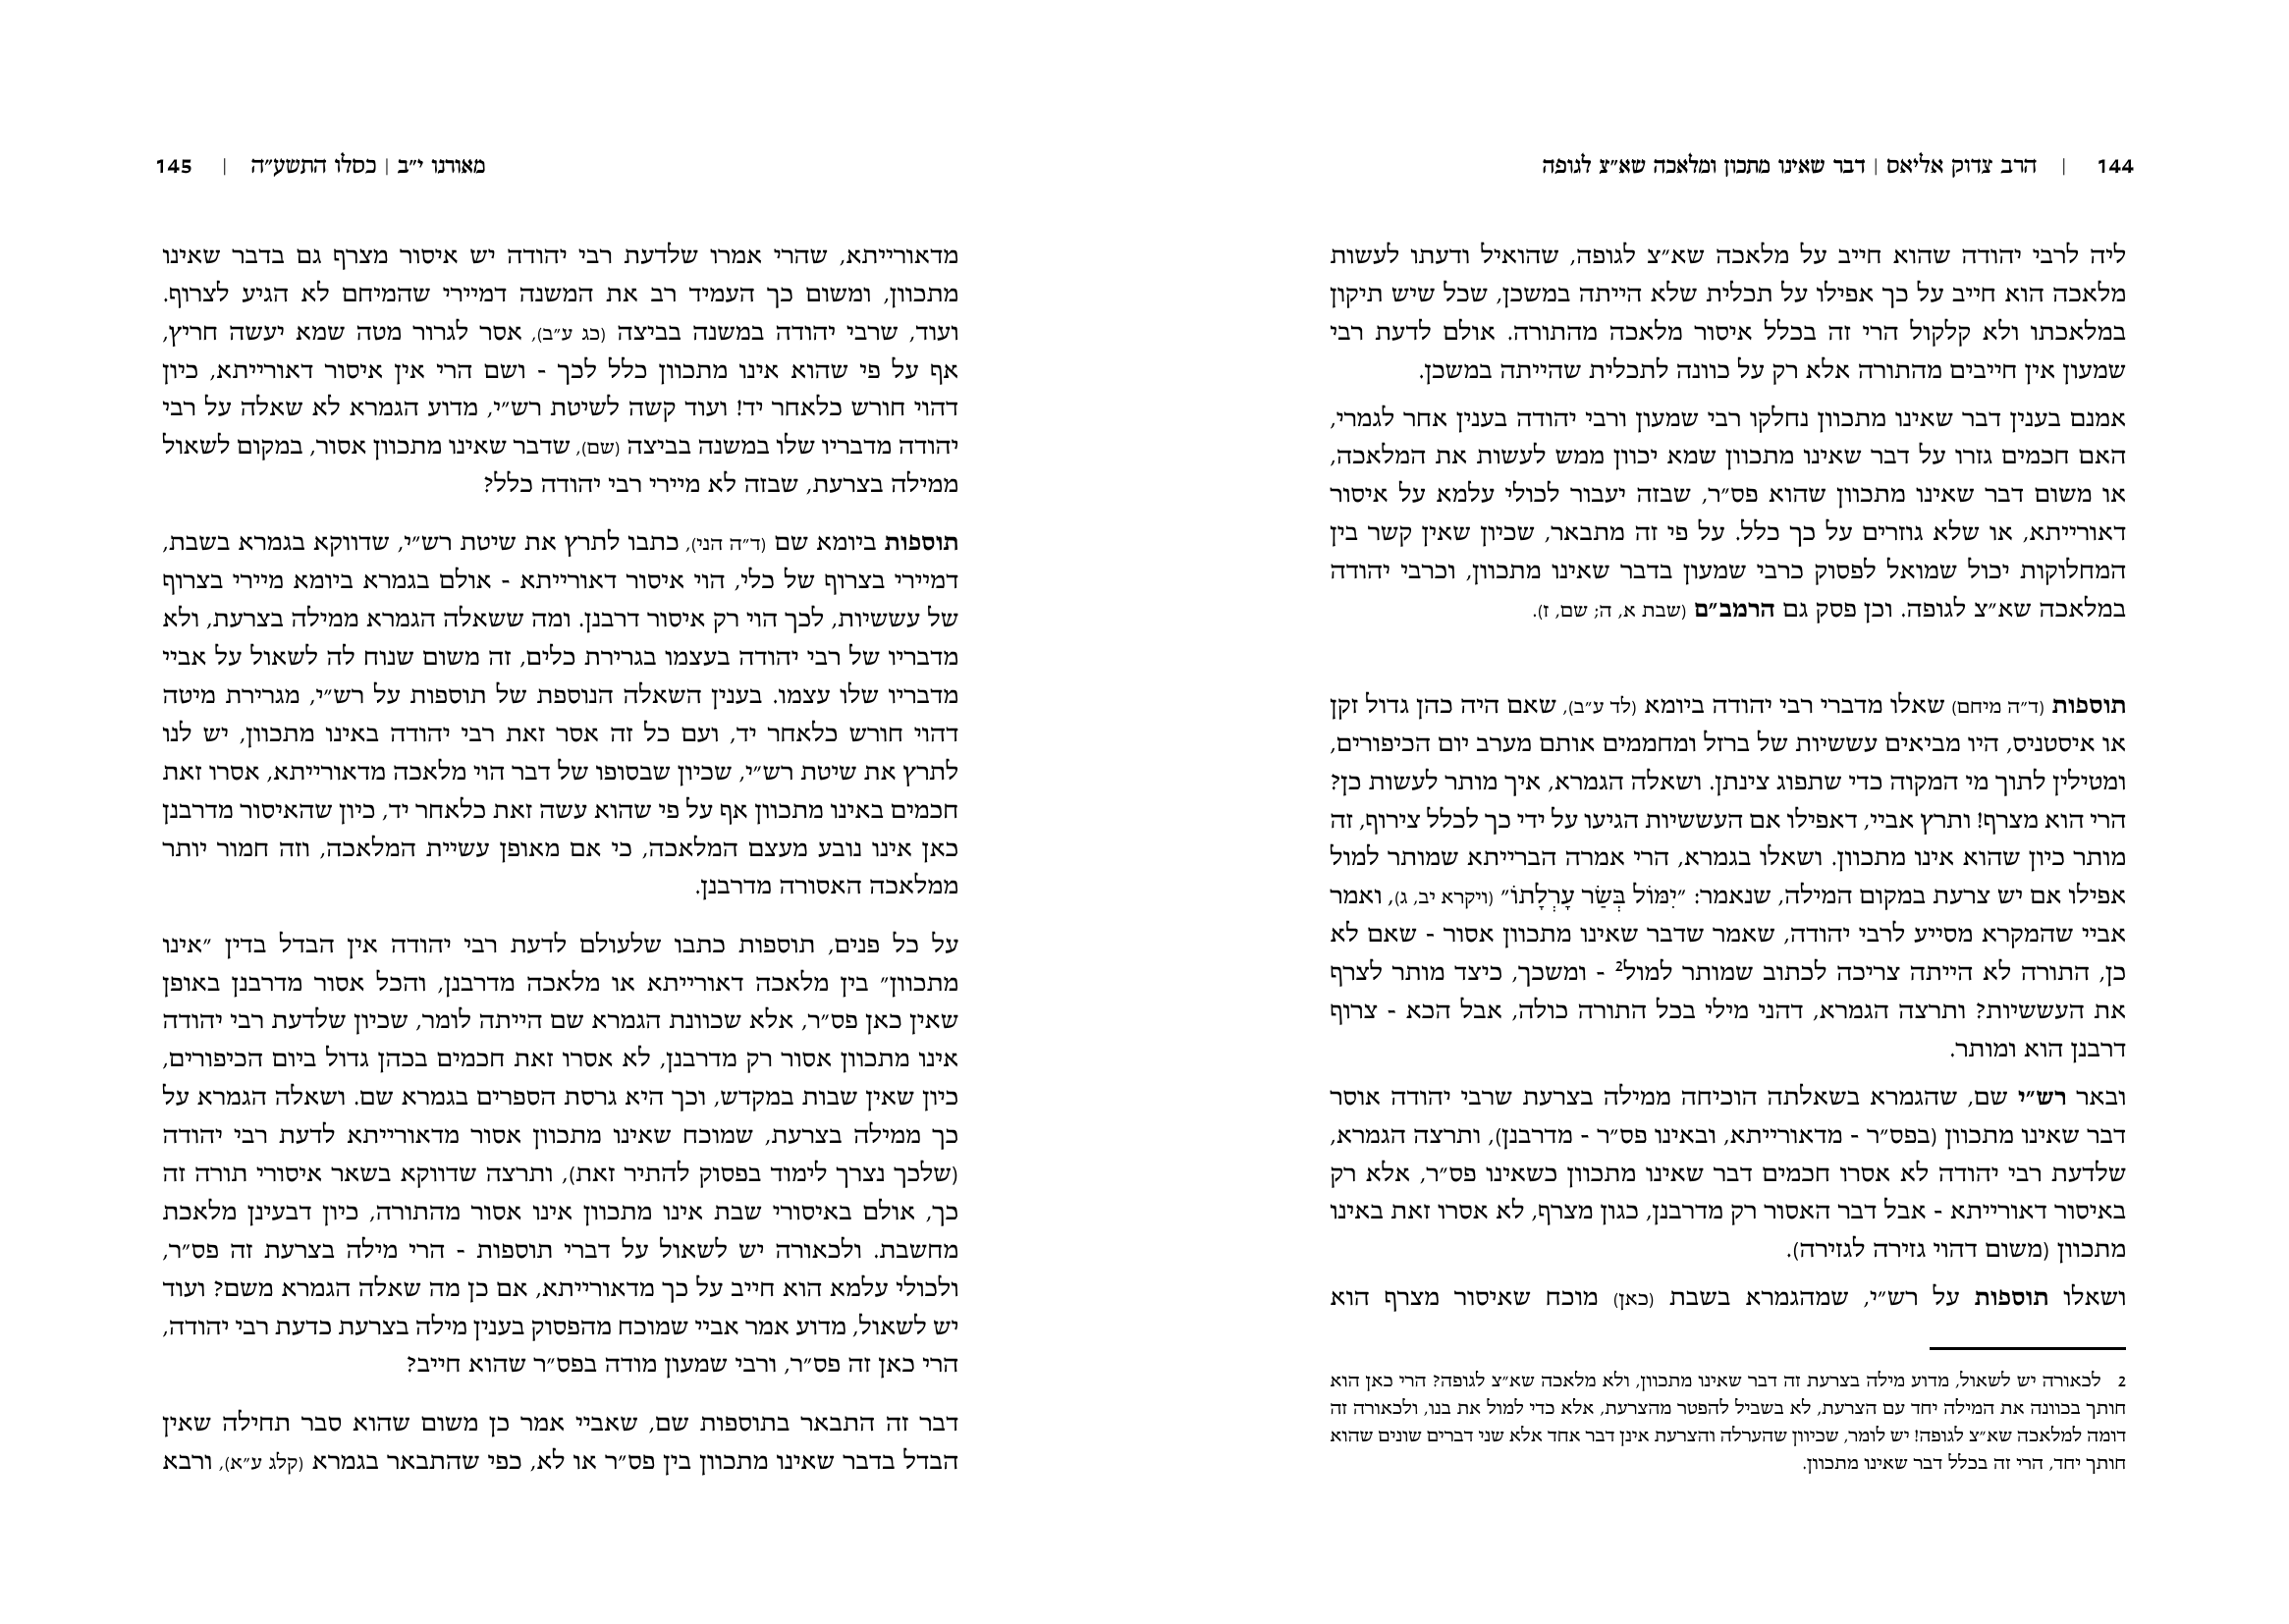 144 | הרב צדוק אליאס | דבר שאינו מתכון ומלאכה שא״צ לגופה
ליה לרבי יהודה שהוא חייב על מלאכה שא״צ לגופה, שהואיל ודעתו לעשות
מלאכה הוא חייב על כך אפילו על תכלית שלא הייתה במשכן, שכל שיש תיקון
במלאכתו ולא קלקול הרי זה בכלל איסור מלאכה מהתורה. אולם לדעת רבי
שמעון אין חייבים מהתורה אלא רק על כוונה לתכלית שהייתה במשכן.
אמנם בענין דבר שאינו מתכוון נחלקו רבי שמעון ורבי יהודה בענין אחר לגמרי,
האם חכמים גזרו על דבר שאינו מתכוון שמא יכוון ממש לעשות את המלאכה,
או משום דבר שאינו מתכוון שהוא פס״ר, שבזה יעבור לכולי עלמא על איסור
דאורייתא, או שלא גוזרים על כך כלל. על פי זה מתבאר, שכיון שאין קשר בין
המחלוקות יכול שמואל לפסוק כרבי שמעון בדבר שאינו מתכוון, וכרבי יהודה
במלאכה שא״צ לגופה. וכן פסק גם הרמב״ם (שבת א, ה; שם, ז).
תוספות (ד״ה מיחם) שאלו מדברי רבי יהודה ביומא (לד ע״ב), שאם היה כהן גדול זקן
או איסטניס, היו מביאים עששיות של ברזל ומחממים אותם מערב יום הכיפורים,
ומטילין לתוך מי המקוה כדי שתפוג צינתן. ושאלה הגמרא, איך מותר לעשות כן?
הרי הוא מצרף! ותרץ אביי, דאפילו אם העששיות הגיעו על ידי כך לכלל צירוף, זה
מותר כיון שהוא אינו מתכוון. ושאלו בגמרא, הרי אמרה הברייתא שמותר למול
אפילו אם יש צרעת במקום המילה, שנאמר: ״יִמּוֹל בְּשַׂר עָרְלָתוֹ״ (ויקרא יב, ג), ואמר
אביי שהמקרא מסייע לרבי יהודה, שאמר שדבר שאינו מתכוון אסור - שאם לא
כן, התורה לא הייתה צריכה לכתוב שמותר למול2 - ומשכך, כיצד מותר לצרף
את העששיות? ותרצה הגמרא, דהני מילי בכל התורה כולה, אבל הכא - צרוף
דרבנן הוא ומותר.
ובאר רש״י שם, שהגמרא בשאלתה הוכיחה ממילה בצרעת שרבי יהודה אוסר
דבר שאינו מתכוון (בפס״ר - מדאורייתא, ובאינו פס״ר - מדרבנן), ותרצה הגמרא,
שלדעת רבי יהודה לא אסרו חכמים דבר שאינו מתכוון כשאינו פס״ר, אלא רק
באיסור דאורייתא - אבל דבר האסור רק מדרבנן, כגון מצרף, לא אסרו זאת באינו
מתכוון (משום דהוי גזירה לגזירה).
ושאלו תוספות על רש״י, שמהגמרא בשבת (כאן) מוכח שאיסור מצרף הוא
2 לכאורה יש לשאול, מדוע מילה בצרעת זה דבר שאינו מתכוון, ולא מלאכה שא״צ לגופה? הרי כאן הוא
חותך בכוונה את המילה יחד עם הצרעת, לא בשביל להפטר מהצרעת, אלא כדי למול את בנו, ולכאורה זה
דומה למלאכה שא״צ לגופה! יש לומר, שכיוון שהערלה והצרעת אינן דבר אחד אלא שני דברים שונים שהוא
חותך יחד, הרי זה בכלל דבר שאינו מתכוון.
מאורנו י״ב | כסלו התשע״ה | 145
מדאורייתא, שהרי אמרו שלדעת רבי יהודה יש איסור מצרף גם בדבר שאינו
מתכוון, ומשום כך העמיד רב את המשנה דמיירי שהמיחם לא הגיע לצרוף.
ועוד, שרבי יהודה במשנה בביצה (כג ע״ב), אסר לגרור מטה שמא יעשה חריץ,
אף על פי שהוא אינו מתכוון כלל לכך - ושם הרי אין איסור דאורייתא, כיון
דהוי חורש כלאחר יד! ועוד קשה לשיטת רש״י, מדוע הגמרא לא שאלה על רבי
יהודה מדבריו שלו במשנה בביצה (שם), שדבר שאינו מתכוון אסור, במקום לשאול
ממילה בצרעת, שבזה לא מיירי רבי יהודה כלל?
תוספות ביומא שם (ד״ה הני), כתבו לתרץ את שיטת רש״י, שדווקא בגמרא בשבת,
דמיירי בצרוף של כלי, הוי איסור דאורייתא - אולם בגמרא ביומא מיירי בצרוף
של עששיות, לכך הוי רק איסור דרבנן. ומה ששאלה הגמרא ממילה בצרעת, ולא
מדבריו של רבי יהודה בעצמו בגרירת כלים, זה משום שנוח לה לשאול על אביי
מדבריו שלו עצמו. בענין השאלה הנוספת של תוספות על רש״י, מגרירת מיטה
דהוי חורש כלאחר יד, ועם כל זה אסר זאת רבי יהודה באינו מתכוון, יש לנו
לתרץ את שיטת רש״י, שכיון שבסופו של דבר הוי מלאכה מדאורייתא, אסרו זאת
חכמים באינו מתכוון אף על פי שהוא עשה זאת כלאחר יד, כיון שהאיסור מדרבנן
כאן אינו נובע מעצם המלאכה, כי אם מאופן עשיית המלאכה, וזה חמור יותר
ממלאכה האסורה מדרבנן.
על כל פנים, תוספות כתבו שלעולם לדעת רבי יהודה אין הבדל בדין ״אינו
מתכוון״ בין מלאכה דאורייתא או מלאכה מדרבנן, והכל אסור מדרבנן באופן
שאין כאן פס״ר, אלא שכוונת הגמרא שם הייתה לומר, שכיון שלדעת רבי יהודה
אינו מתכוון אסור רק מדרבנן, לא אסרו זאת חכמים בכהן גדול ביום הכיפורים,
כיון שאין שבות במקדש, וכך היא גרסת הספרים בגמרא שם. ושאלה הגמרא על
כך ממילה בצרעת, שמוכח שאינו מתכוון אסור מדאורייתא לדעת רבי יהודה
(שלכך נצרך לימוד בפסוק להתיר זאת), ותרצה שדווקא בשאר איסורי תורה זה
כך, אולם באיסורי שבת אינו מתכוון אינו אסור מהתורה, כיון דבעינן מלאכת
מחשבת. ולכאורה יש לשאול על דברי תוספות - הרי מילה בצרעת זה פס״ר,
ולכולי עלמא הוא חייב על כך מדאורייתא, אם כן מה שאלה הגמרא משם? ועוד
יש לשאול, מדוע אמר אביי שמוכח מהפסוק בענין מילה בצרעת כדעת רבי יהודה,
הרי כאן זה פס״ר, ורבי שמעון מודה בפס״ר שהוא חייב?
דבר זה התבאר בתוספות שם, שאביי אמר כן משום שהוא סבר תחילה שאין
הבדל בדבר שאינו מתכוון בין פס״ר או לא, כפי שהתבאר בגמרא (קלג ע״א), ורבא